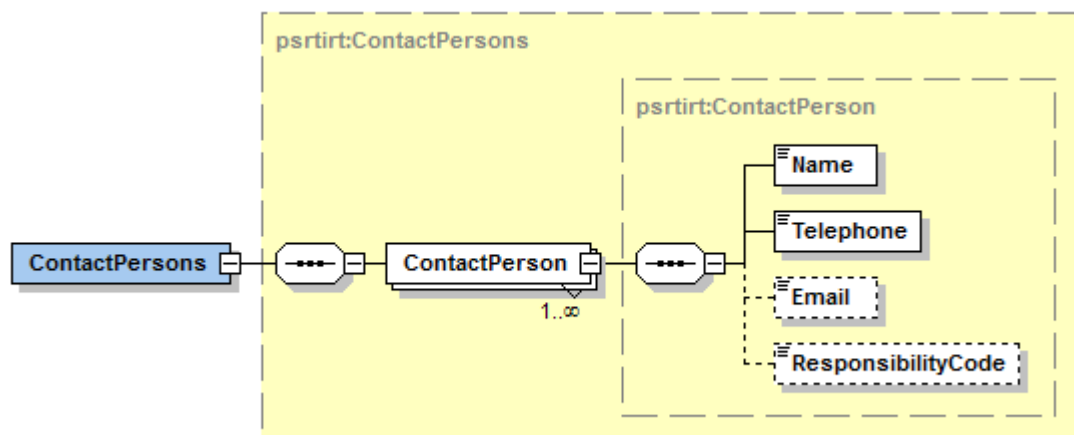 psrtirt:ContactPersons
psrtirt:ContactPerson
Name
Telephone
ContactPersons
ContactPerson
1..∞
Email
ResponsibilityCode